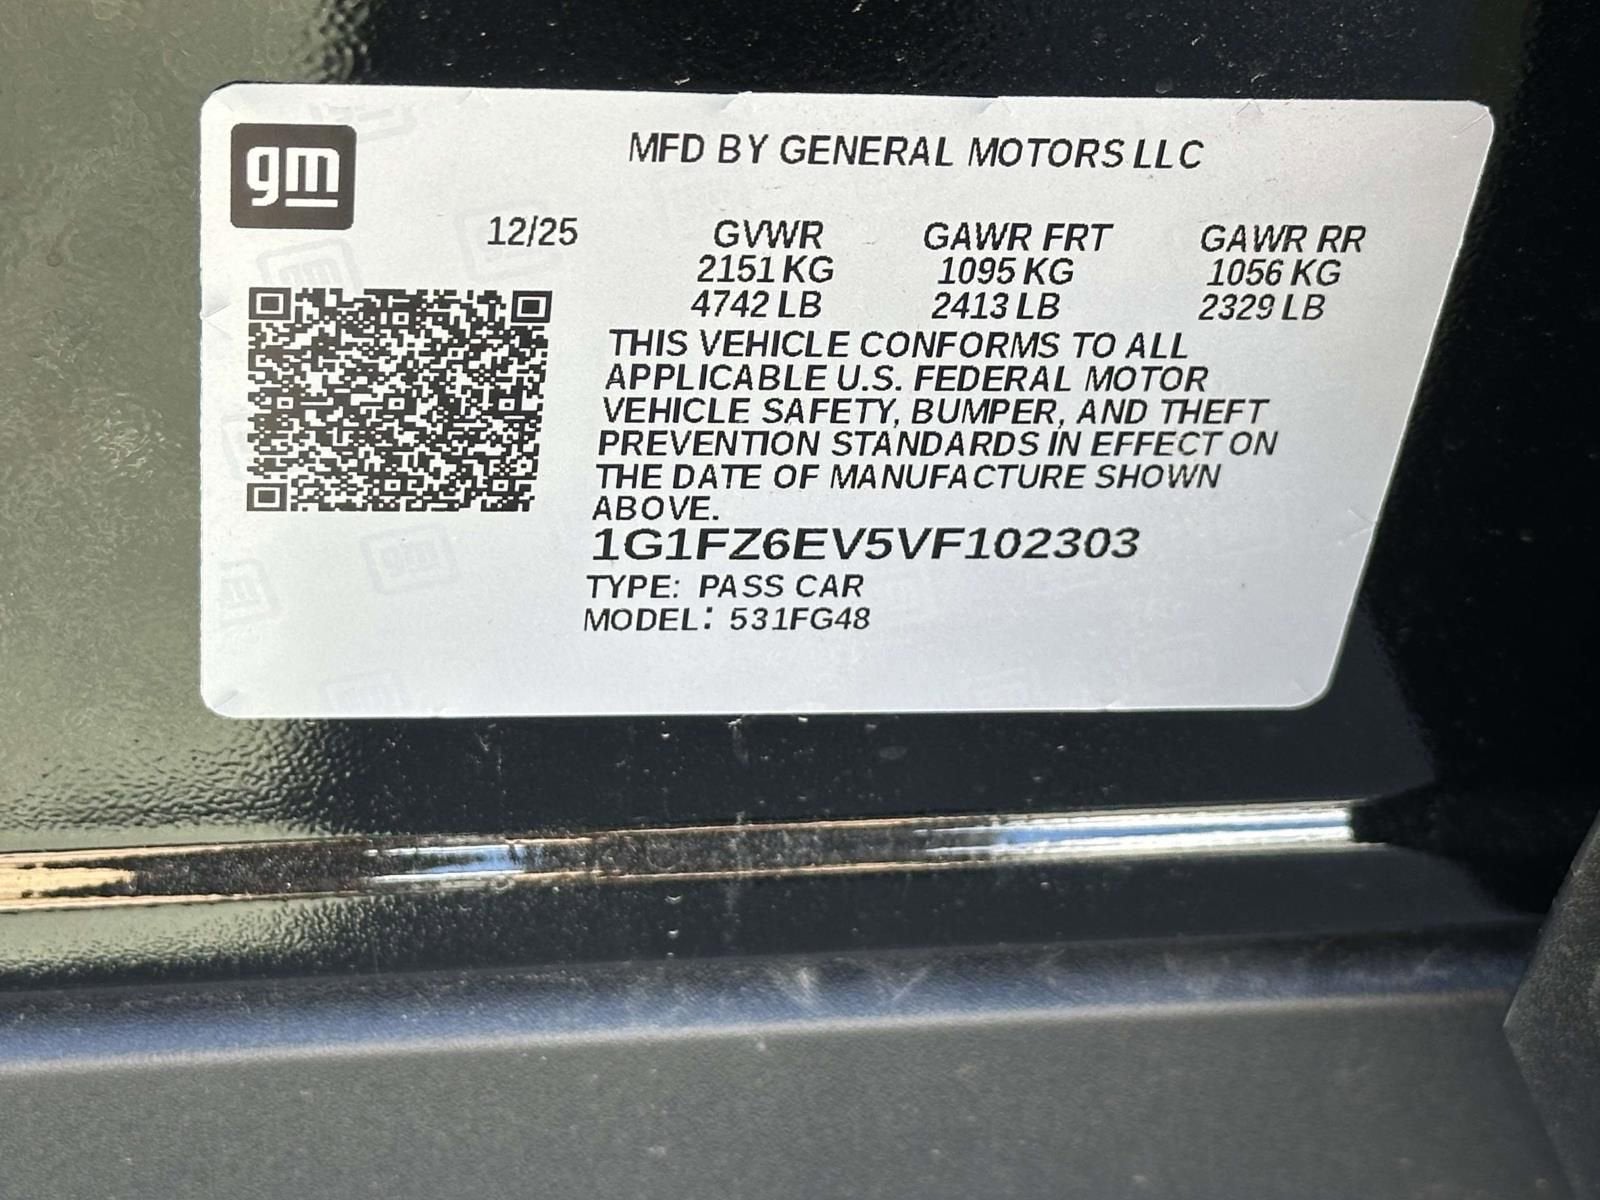 gm
MFD BY GENERAL MOTORS LLC
12/25 GVWR GAWR FRT GAWR RR
2151 KG 1095 KG 1056 KG
4742 LB 2413 LB 2329 LB
THIS VEHICLE CONFORMS TO ALL
APPLICABLE U.S. FEDERAL MOTOR
VEHICLE SAFETY, BUMPER, AND THEFT
PREVENTION STANDARDS IN EFFECT ON
THE DATE OF MANUFACTURE SHOWN
ABOVE.
1G1FZ6EV5VF102303
TYPE: PASS CAR
MODEL: 531FG48